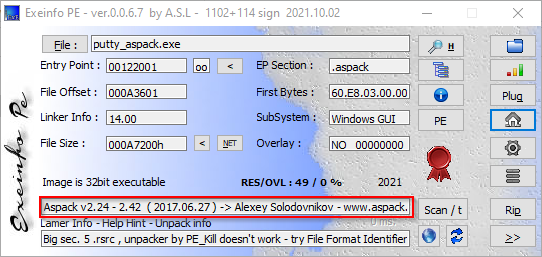 Exeinfo PE - ver.0.0.6.7 by A.S.L - 1102+114 sign 2021.10.02
File : putty_aspack.exe H
Entry Point : 00122001 oo < EP Section : .aspack
File Offset : 000A3601 First Bytes : 60.E8.03.00.00 Plug
Linker Info : 14.00 SubSystem : Windows GUI PE
File Size : 000A7200h < NET Overlay : NO 00000000
Image is 32bit executable RES/OVL : 49 / 0 % 2021
Aspack v2.24 - 2.42 ( 2017.06.27 ) -> Alexey Solodovnikov - www.aspack. Scan / t Rip
Lamer Info - Help Hint - Unpack info 0 ms.
Big sec. 5 .rsrc , unpacker by PE_Kill doesn't work - try File Format Identifier >>
Exeinfo Pe